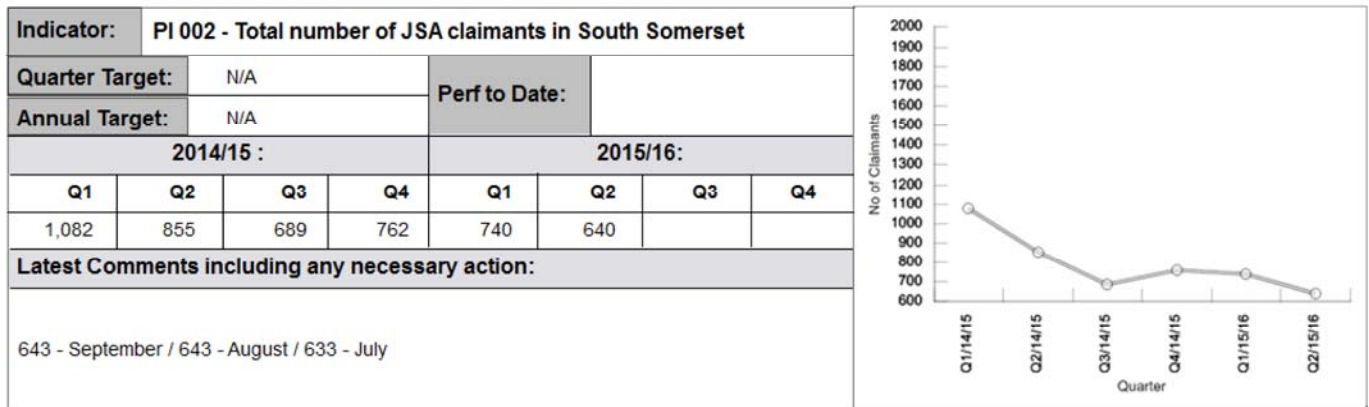 Indicator: PI 002 - Total number of JSA claimants in South Somerset
Quarter Target: N/A
Perf to Date:
Annual Target: N/A
2014/15 : 2015/16:
Q1 Q2 Q3 Q4 Q1 Q2 Q3 Q4
1,082 855 689 762 740 640
Latest Comments including any necessary action:
643 - September / 643 - August / 633 - July
No of Claimants
2000
1900
1800
1700
1600
1500
1400
1300
1200
1100
1000
900
800
700
600
Q1/14/15
Q2/14/15
Q3/14/15
Q4/14/15
Q1/15/16
Q2/15/16
Quarter